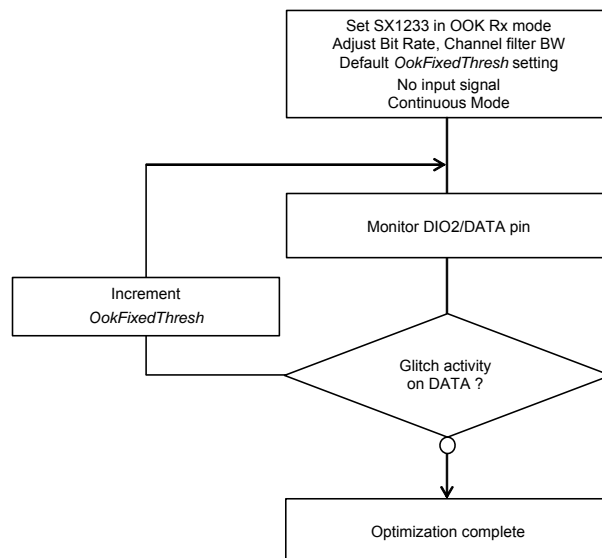 Set SX1233 in OOK Rx mode
Adjust Bit Rate, Channel filter BW
Default OokFixedThresh setting
No input signal
Continuous Mode
Monitor DIO2/DATA pin
Increment
OokFixedThresh
Glitch activity
on DATA ?
Optimization complete